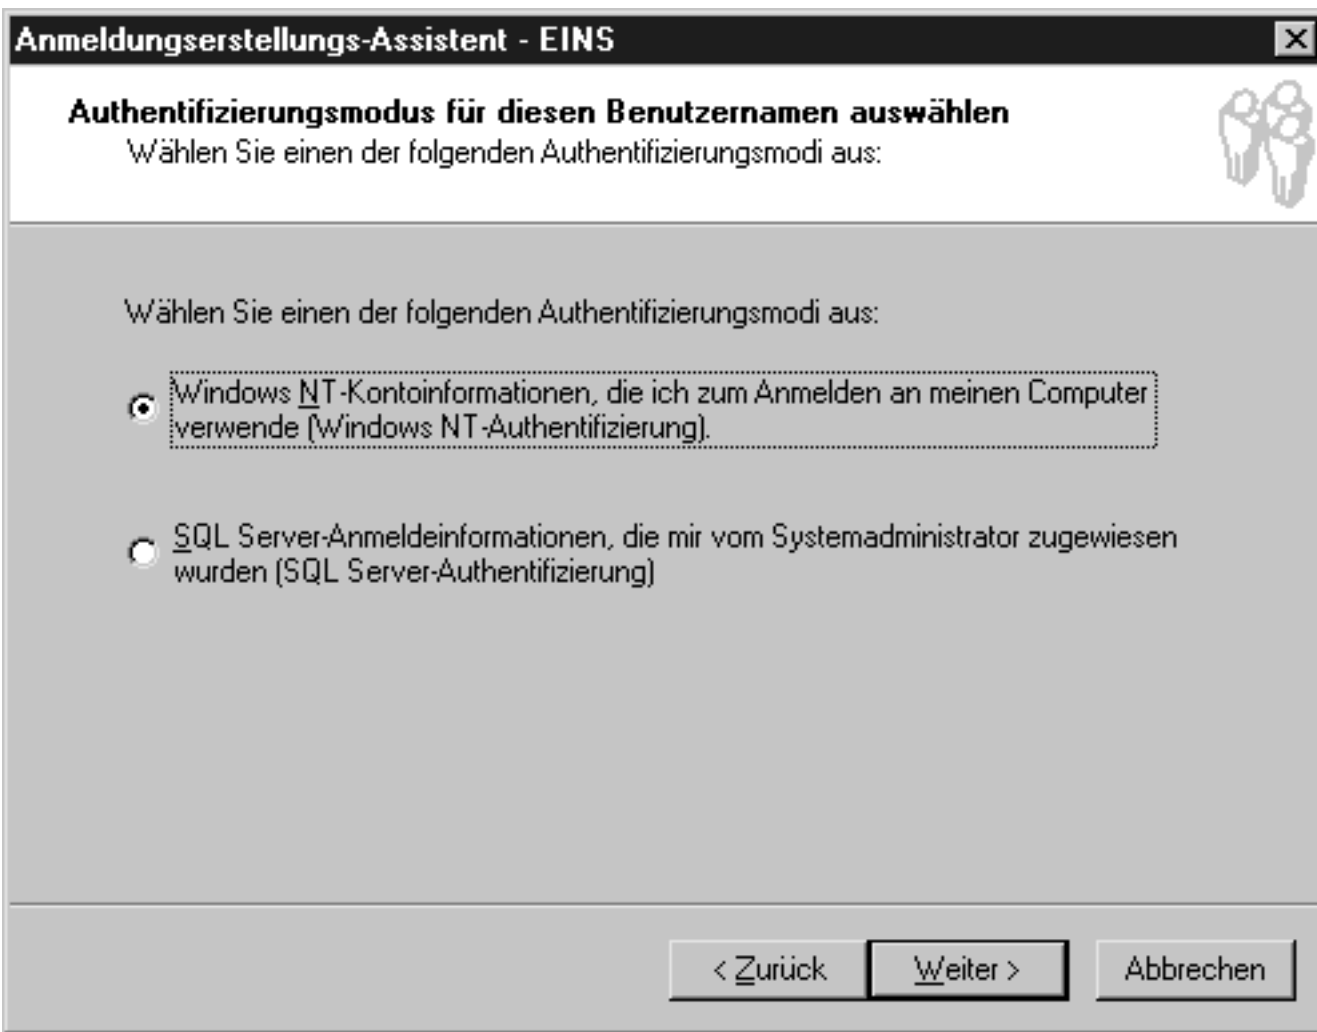 Anmeldungserstellungs-Assistent - EINS
Authentifizierungsmodus für diesen Benutzernamen auswählen
Wählen Sie einen der folgenden Authentifizierungsmodi aus:
Wählen Sie einen der folgenden Authentifizierungsmodi aus:
Windows NT-Kontoinformationen, die ich zum Anmelden an meinen Computer
verwende (Windows NT-Authentifizierung).
SQL Server-Anmeldeinformationen, die mir vom Systemadministrator zugewiesen
wurden (SQL Server-Authentifizierung)
< Zurück Weiter > Abbrechen